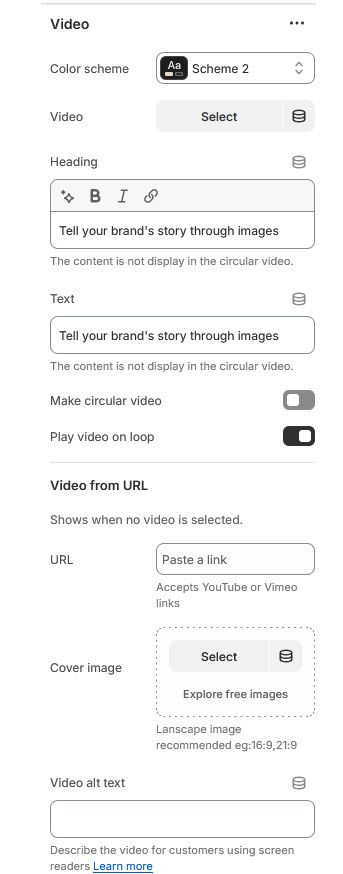 Video
Color scheme
Aa
Scheme 2
Video
Select
Heading
B I
Tell your brand's story through images
The content is not display in the circular video.
Text
Tell your brand's story through images
The content is not display in the circular video.
Make circular video
Play video on loop
Video from URL
Shows when no video is selected.
URL
Paste a link
Accepts YouTube or Vimeo
links
Cover image
Select
Explore free images
Lanscape image
recommended eg:16:9,21:9
Video alt text
Describe the video for customers using screen
readers Learn more